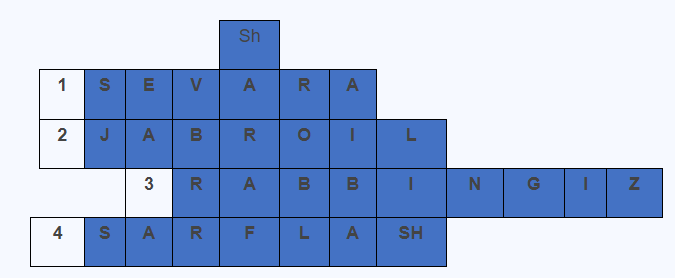 Sh
1 S E V A R A
2 J A B R O I L
3 R A B B I N G I Z
4 S A R F L A SH